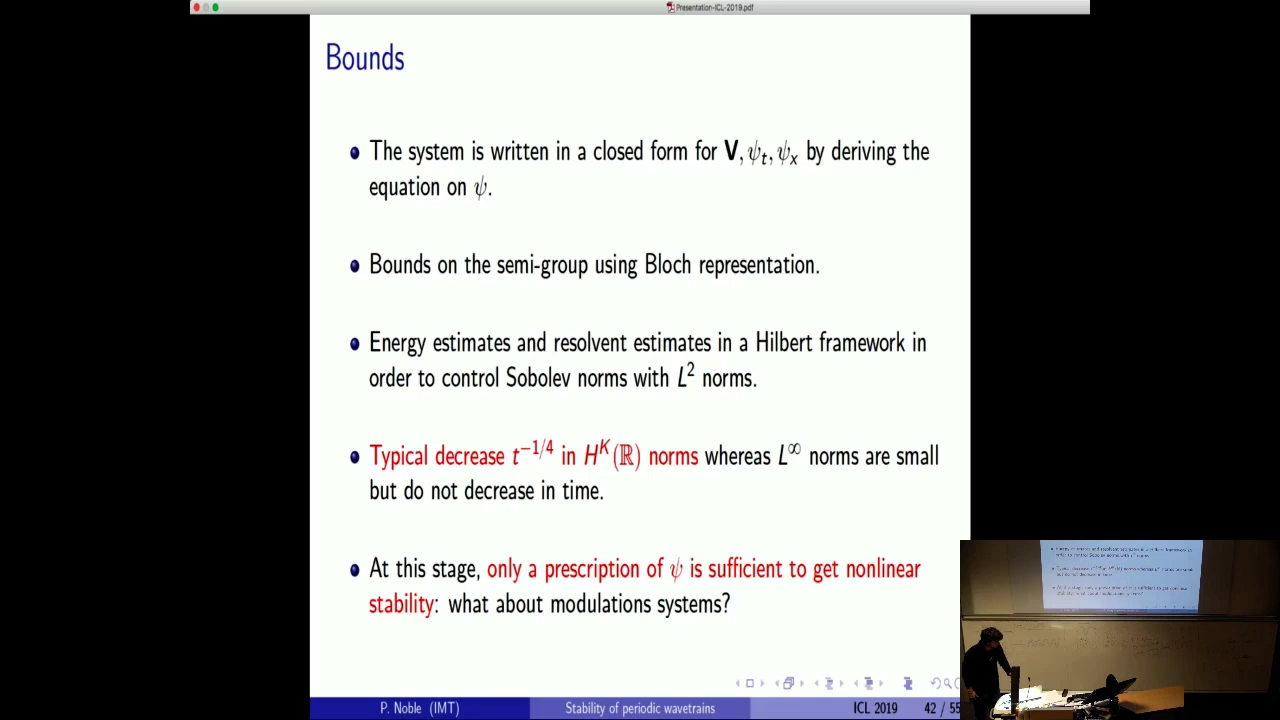 Presentation-ICL-2019.pdf
Bounds
The system is written in a closed form for V, ψ_t, ψ_x by deriving the
equation on ψ.
Bounds on the semi-group using Bloch representation.
Energy estimates and resolvent estimates in a Hilbert framework in
order to control Sobolev norms with L² norms.
Typical decrease t^{-1/4} in H^K(ℝ) norms whereas L^∞ norms are small
but do not decrease in time.
At this stage, only a prescription of ψ is sufficient to get nonlinear
stability: what about modulations systems?
P. Noble (IMT) Stability of periodic wavetrains ICL 2019 42 / 55